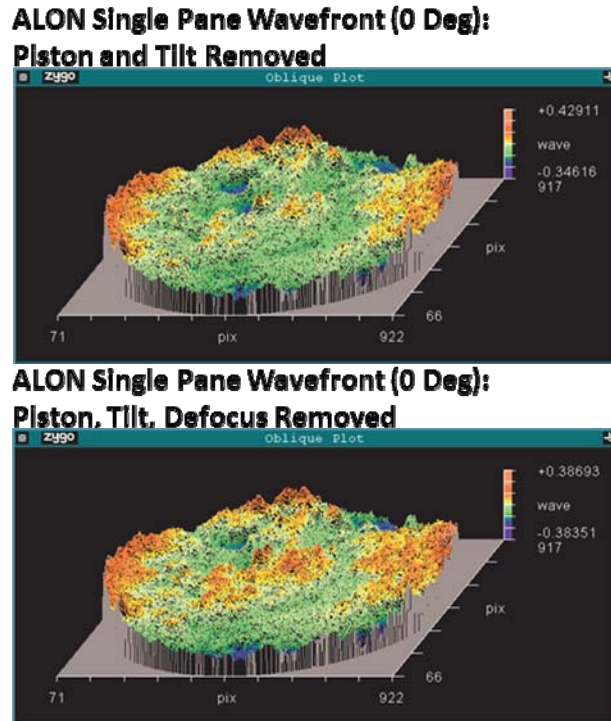 ALON Single Pane Wavefront (0 Deg):
Piston and Tilt Removed
zygo Oblique Plot
+0.42911
wave
-0.34616
917
pix
66
71 pix 922
ALON Single Pane Wavefront (0 Deg):
Piston, Tilt, Defocus Removed
zygo Oblique Plot
+0.38693
wave
-0.38351
917
pix
66
71 pix 922